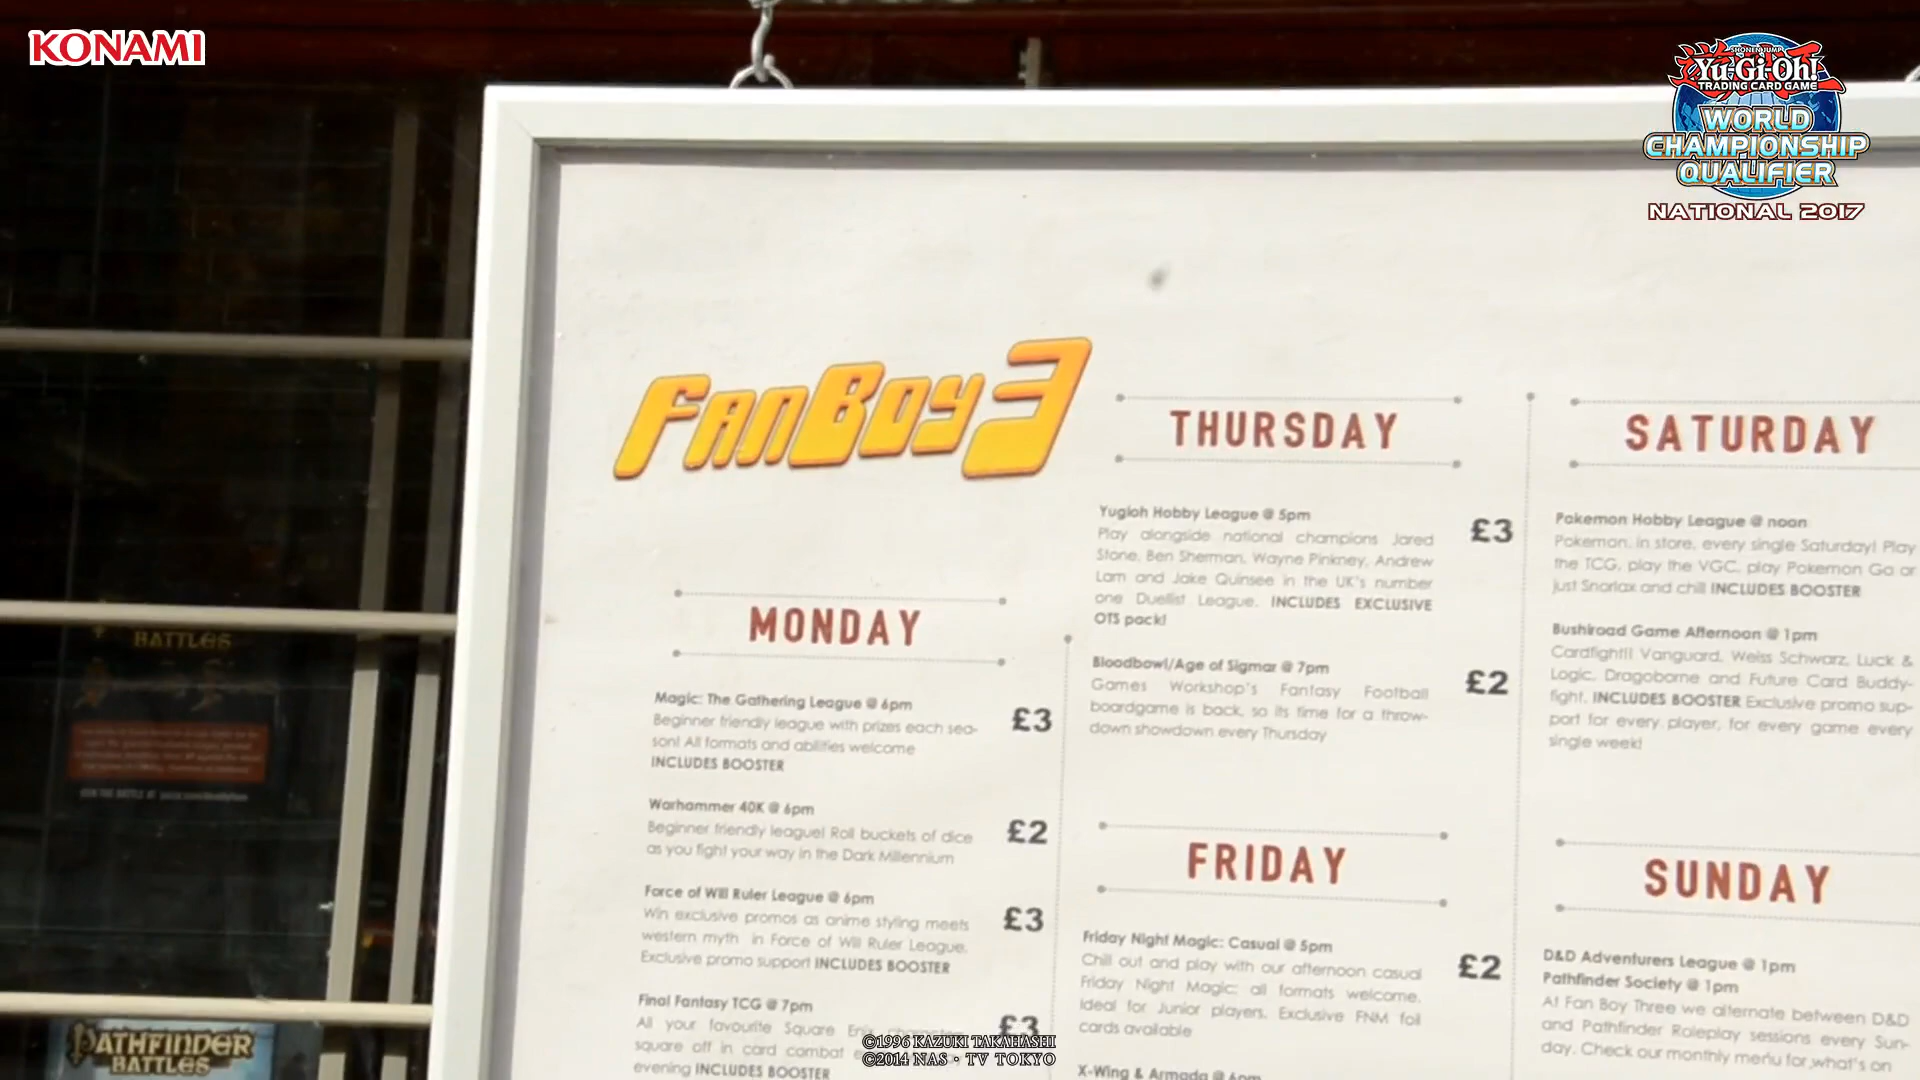 KONAMI
SHONEN JUMP
Yu-Gi-Oh!
TRADING CARD GAME
WORLD
CHAMPIONSHIP
QUALIFIER
NATIONAL 2017
FANBOY3
MONDAY
Magic: The Gathering League @ 6pm
£3
Beginner friendly league with prizes each sea-
son! All formats and abilities welcome
INCLUDES BOOSTER
Warhammer 40K @ 6pm
£2
Beginner friendly league! Roll buckets of dice
as you fight your way in the Dark Millennium
Force of Will Ruler League @ 6pm
£3
Win exclusive promos as anime styling meets
western myth in Force of Will Ruler League.
Exclusive promo support INCLUDES BOOSTER
Final Fantasy TCG @ 7pm
£3
All your favourite Square
square off in card combat
evening INCLUDES BOOSTER
THURSDAY
Yugioh Hobby League @ 5pm
£3
Play alongside national champions Jared
Stone, Ben Sherman, Wayne Pinkney, Andrew
Lam and Jake Quinsee in the UK's number
one Duellist League. INCLUDES EXCLUSIVE
OTS pack!
Bloodbowl/Age of Sigmar @ 7pm
£2
Games Workshop's Fantasy Football
boardgame is back, so its time for a throw-
down showdown every Thursday
FRIDAY
Friday Night Magic: Casual @ 5pm
£2
Chill out and play with our afternoon casual
Friday Night Magic: all formats welcome.
Ideal for Junior players. Exclusive FNM foil
cards available
X-Wing & Armada @ 6pm
SATURDAY
Pokemon Hobby League @ noon
Pokemon, in store, every single Saturday! Play
the TCG, play the VGC, play Pokemon Go or
just Snorlax and chill INCLUDES BOOSTER
Bushiroad Game Afternoon @ 1pm
Cardfight!! Vanguard, Weiss Schwarz, Luck &
Logic, Dragoborne and Future Card Buddy-
fight. INCLUDES BOOSTER Exclusive promo sup-
port for every player, for every game every
single week!
SUNDAY
D&D Adventurers League @ 1pm
Pathfinder Society @ 1pm
At Fan Boy Three we alternate between D&D
and Pathfinder Roleplay sessions every Sun-
day. Check our monthly menu for what's on
BATTLES
PATHFINDER
BATTLES
©1996 KAZUKI TAKAHASHI
©2014 NAS • TV TOKYO